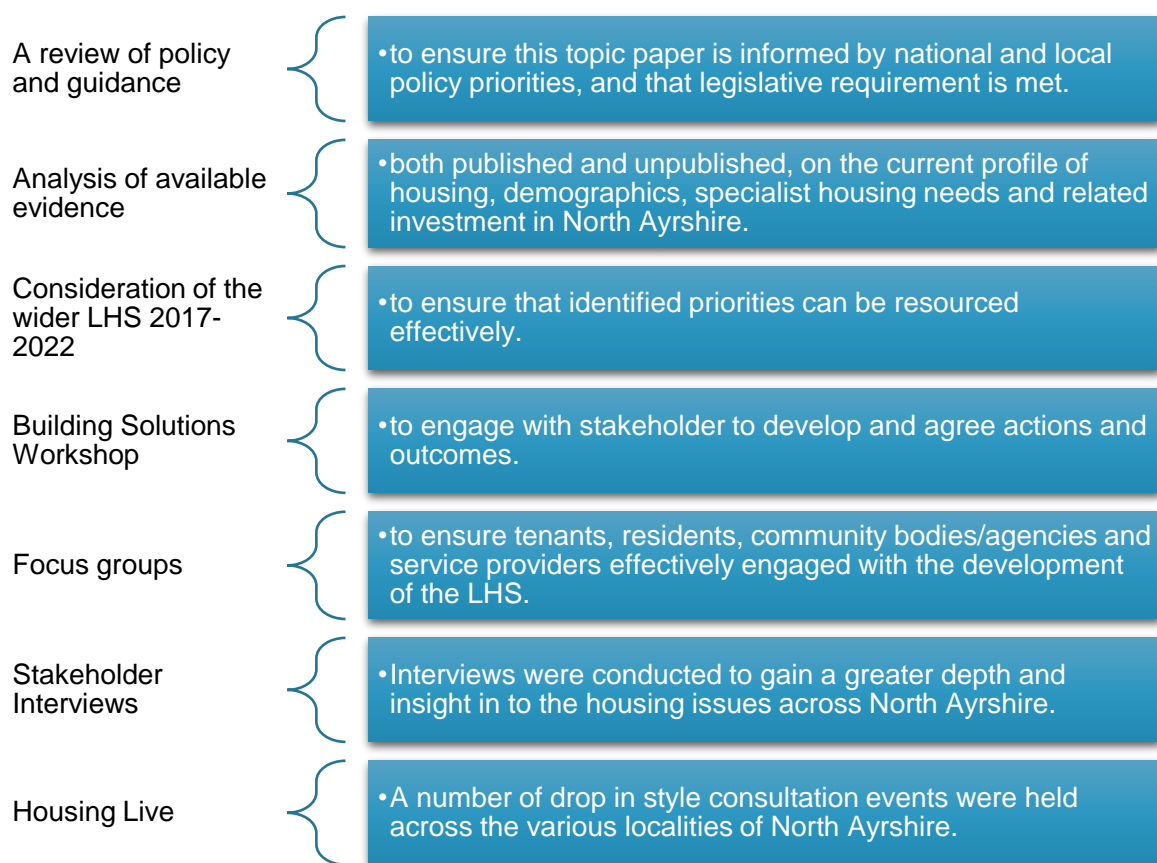 A review of policy
and guidance
•to ensure this topic paper is informed by national and local
policy priorities, and that legislative requirement is met.
Analysis of available
evidence
•both published and unpublished, on the current profile of
housing, demographics, specialist housing needs and related
investment in North Ayrshire.
Consideration of the
wider LHS 2017-
2022
•to ensure that identified priorities can be resourced
effectively.
Building Solutions
Workshop
•to engage with stakeholder to develop and agree actions and
outcomes.
Focus groups
•to ensure tenants, residents, community bodies/agencies and
service providers effectively engaged with the development
of the LHS.
Stakeholder
Interviews
•Interviews were conducted to gain a greater depth and
insight in to the housing issues across North Ayrshire.
Housing Live
•A number of drop in style consultation events were held
across the various localities of North Ayrshire.